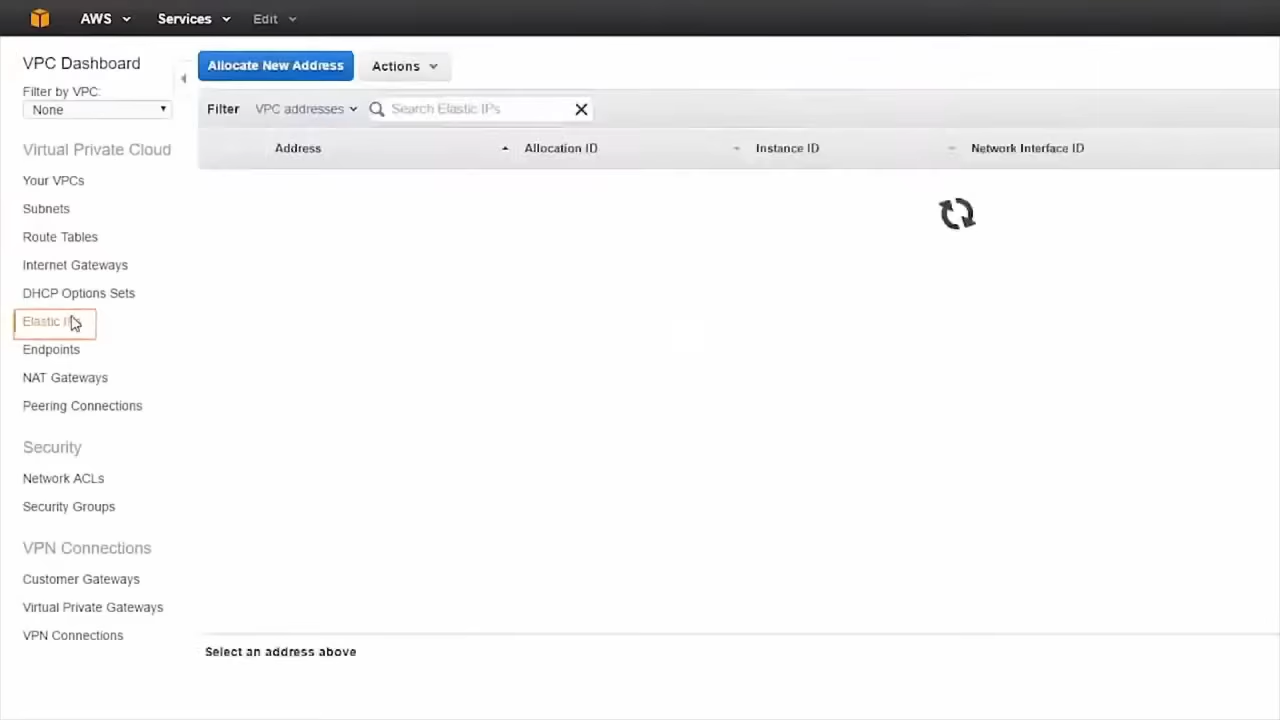 AWS Services Edit
VPC Dashboard
Filter by VPC:
None
Virtual Private Cloud
Your VPCs
Subnets
Route Tables
Internet Gateways
DHCP Options Sets
Elastic IPs
Endpoints
NAT Gateways
Peering Connections
Security
Network ACLs
Security Groups
VPN Connections
Customer Gateways
Virtual Private Gateways
VPN Connections
Allocate New Address Actions
Filter VPC addresses Search Elastic IPs
Address Allocation ID Instance ID Network Interface ID
Select an address above